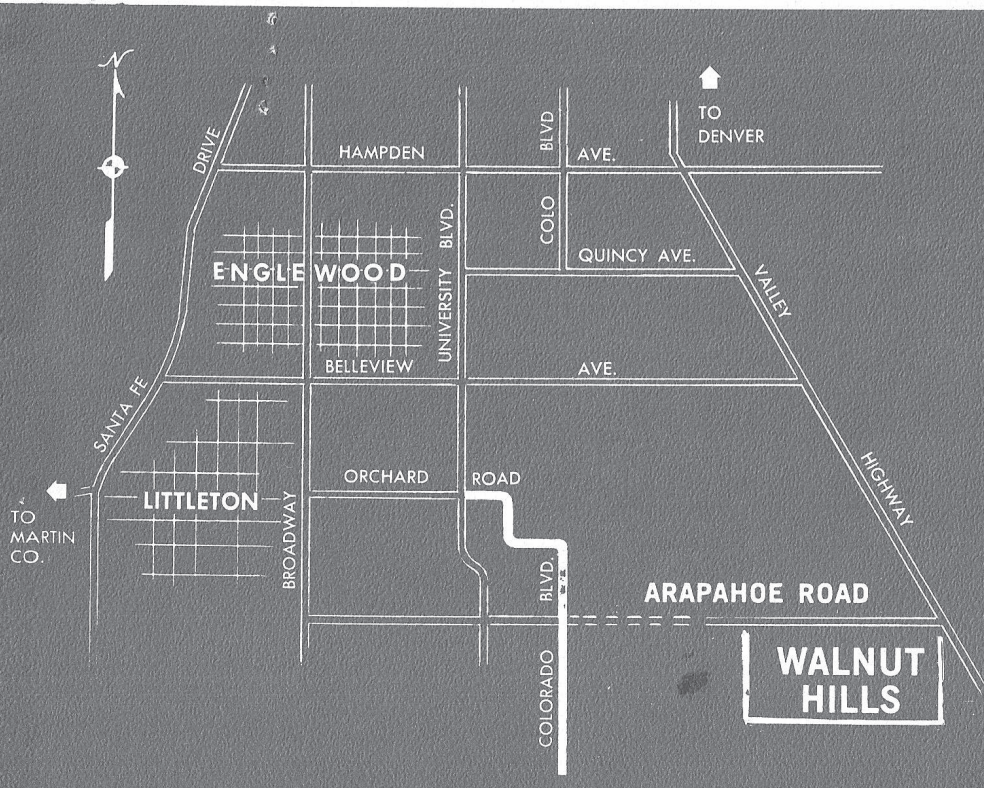 N
TO
DENVER
DRIVE
HAMPDEN
BLVD
AVE.
COLO
BLVD.
UNIVERSITY
QUINCY AVE.
ENGLEWOOD
VALLEY
BELLEVIEW
AVE.
SANTA FE
HIGHWAY
ORCHARD
ROAD
LITTLETON
TO
MARTIN
CO.
BROADWAY
BLVD.
COLORADO
ARAPAHOE ROAD
WALNUT
HILLS